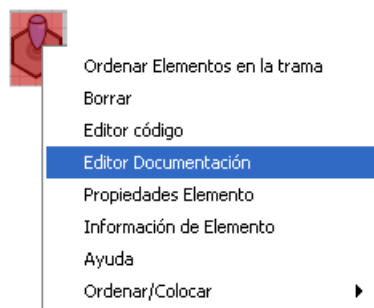 Ordenar Elementos en la trama
Borrar
Editor código
Editor Documentación
Propiedades Elemento
Información de Elemento
Ayuda
Ordenar/Colocar